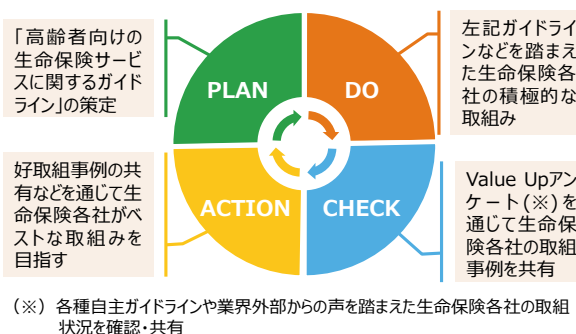 「高齢者向けの
生命保険サービ
スに関するガイド
ライン」の策定
PLAN
DO
左記ガイドライ
ンなどを踏まえ
た生命保険各
社の積極的な
取組み
好取組事例の共
有などを通じて生
命保険各社がベ
ストな取組みを
目指す
ACTION
CHECK
Value Upアン
ケート(※)を
通じて生命保
険各社の取組
事例を共有
(※) 各種自主ガイドラインや業界外部からの声を踏まえた生命保険各社の取組
状況を確認・共有